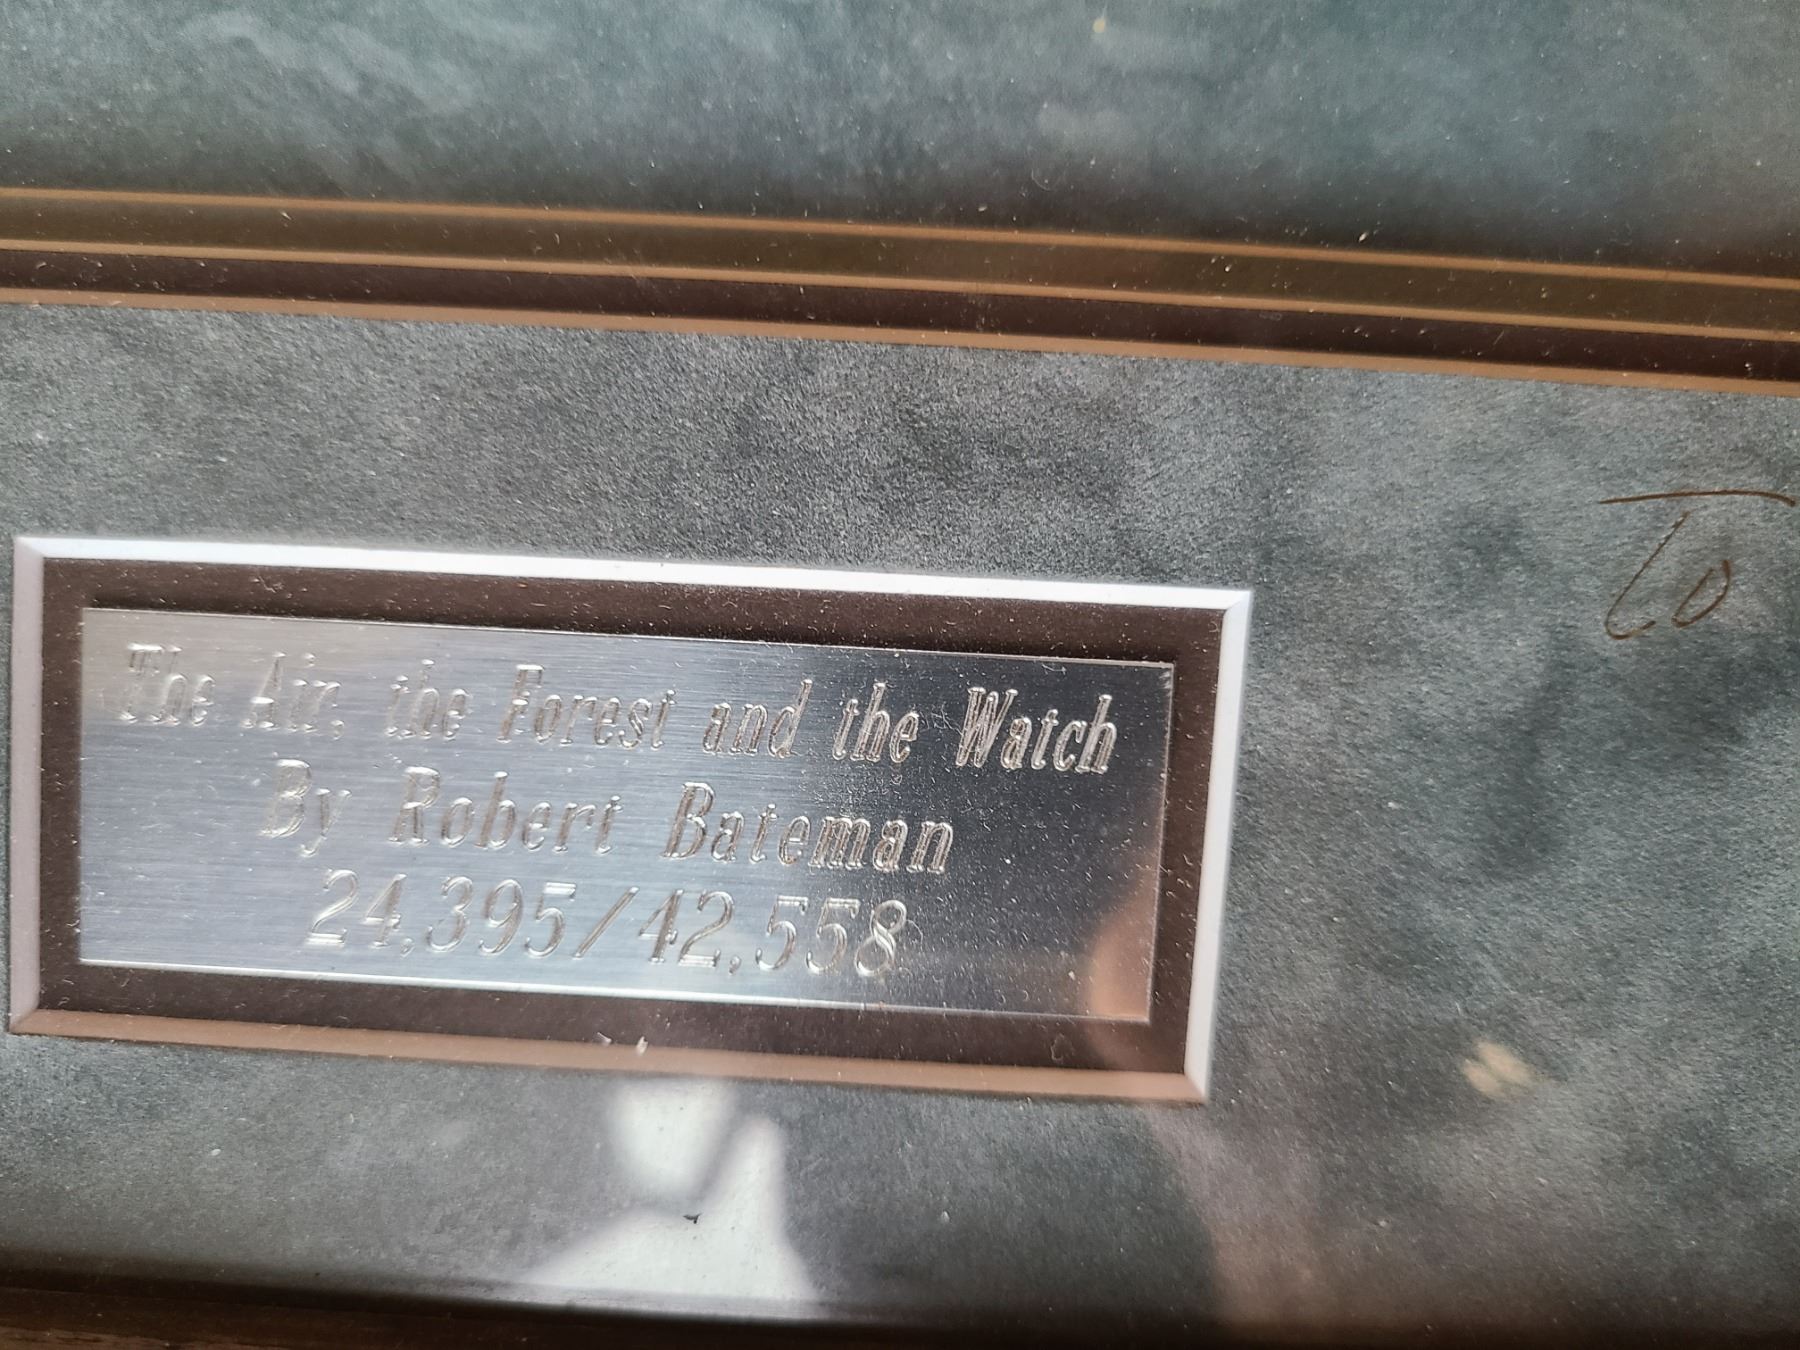 The Air, the Forest and the Watch
By Robert Bateman
24,395/42,558
To